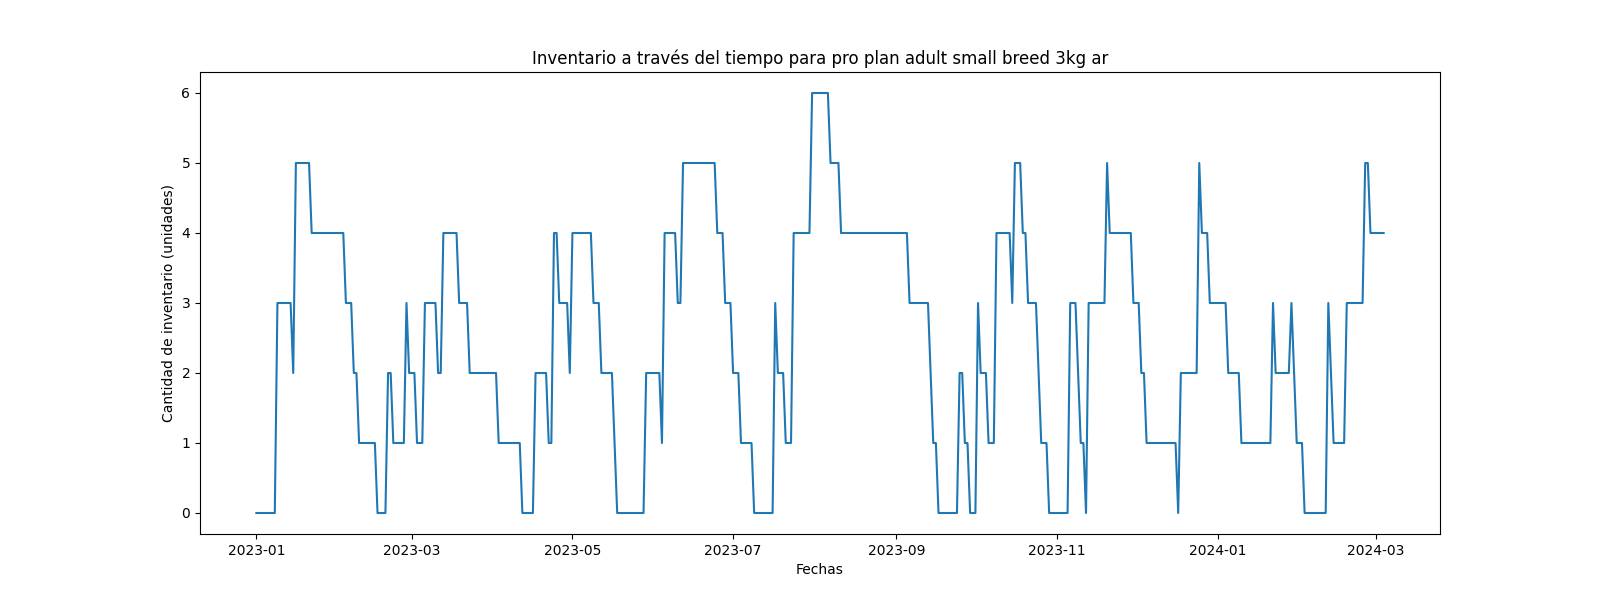 Inventario a través del tiempo para pro plan adult small breed 3kg ar
Cantidad de inventario (unidades)
6
5
4
3
2
1
0
2023-01 2023-03 2023-05 2023-07 2023-09 2023-11 2024-01 2024-03
Fechas